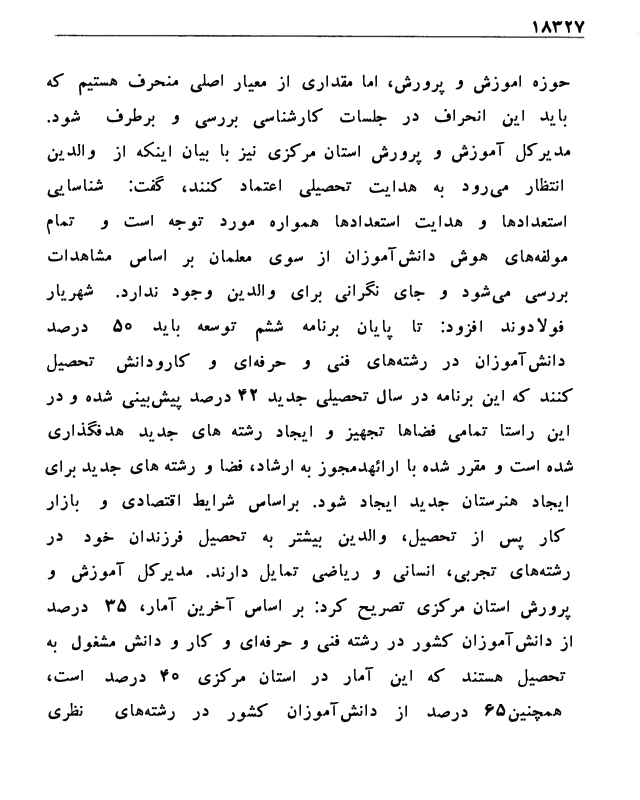 ۱۸۳۲۷
حوزه اموزش و پرورش، اما مقداری از معیار اصلی منحرف هستیم که
باید این انحراف در جلسات کارشناسی بررسی و برطرف شود.
مدیرکل آموزش و پرورش استان مرکزی نیز با بیان اینکه از والدین
انتظار می‌رود به هدایت تحصیلی اعتماد کنند، گفت: شناسایی
استعدادها و هدایت استعدادها همواره مورد توجه است و تمام
مولفه‌های هوش دانش‌آموزان از سوی معلمان بر اساس مشاهدات
بررسی می‌شود و جای نگرانی برای والدین وجود ندارد. شهریار
فولادوند افزود: تا پایان برنامه ششم توسعه باید ۵۰ درصد
دانش‌آموزان در رشته‌های فنی و حرفه‌ای و کارودانش تحصیل
کنند که این برنامه در سال تحصیلی جدید ۴۲ درصد پیش‌بینی شده و در
این راستا تمامی فضاها تجهیز و ایجاد رشته های جدید هدفگذاری
شده است و مقرر شده با ارائهدمجوز به ارشاد، فضا و رشته های جدید برای
ایجاد هنرستان جدید ایجاد شود. براساس شرایط اقتصادی و بازار
کار پس از تحصیل، والدین بیشتر به تحصیل فرزندان خود در
رشته‌های تجربی، انسانی و ریاضی تمایل دارند. مدیرکل آموزش و
پرورش استان مرکزی تصریح کرد: بر اساس آخرین آمار، ۳۵ درصد
از دانش‌آموزان کشور در رشته فنی و حرفه‌ای و کار و دانش مشغول به
تحصیل هستند که این آمار در استان مرکزی ۴۰ درصد است،
همچنین۶۵ درصد از دانش‌آموزان کشور در رشته‌های نظری